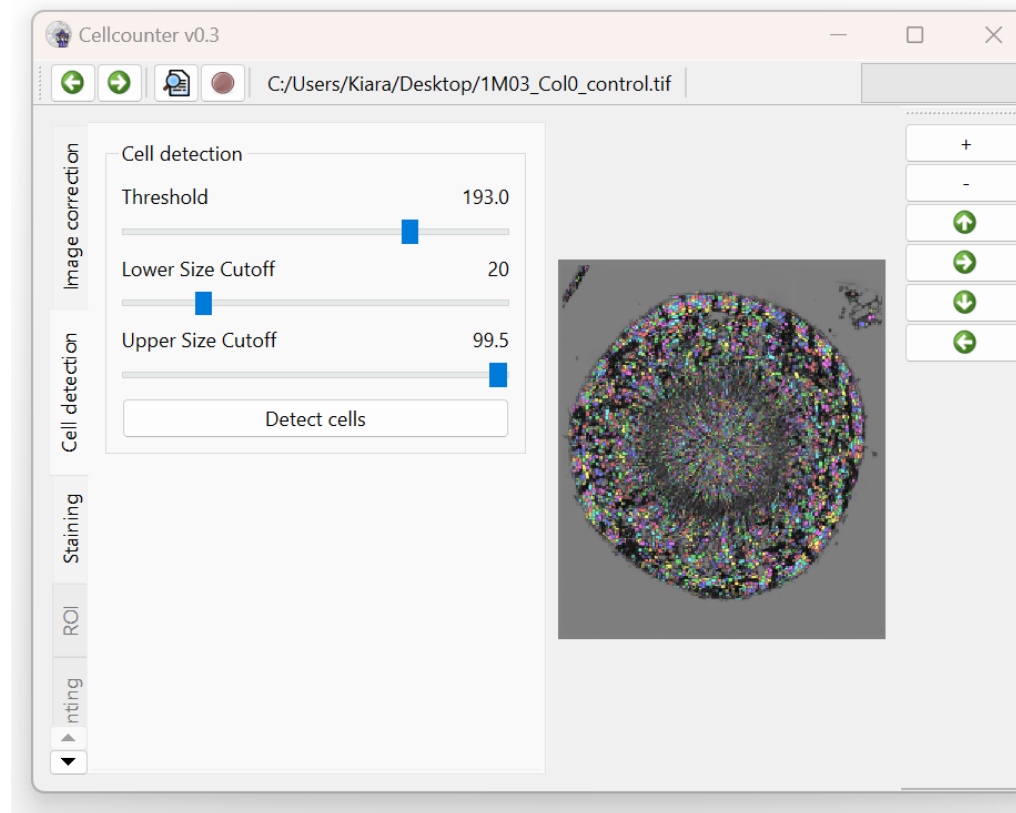 Cellcounter v0.3
C:/Users/Kiara/Desktop/1M03_Col0_control.tif
Image correction
Cell detection
Staining
ROI
nting
Cell detection
Threshold 193.0
Lower Size Cutoff 20
Upper Size Cutoff 99.5
Detect cells
+
-